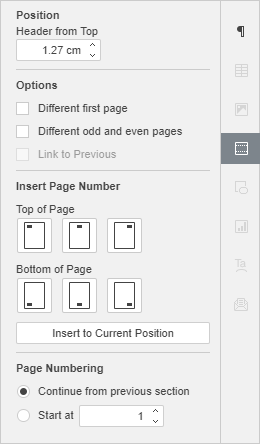 Position
Header from Top
1.27 cm
Options
Different first page
Different odd and even pages
Link to Previous
Insert Page Number
Top of Page
Bottom of Page
Insert to Current Position
Page Numbering
Continue from previous section
Start at 1